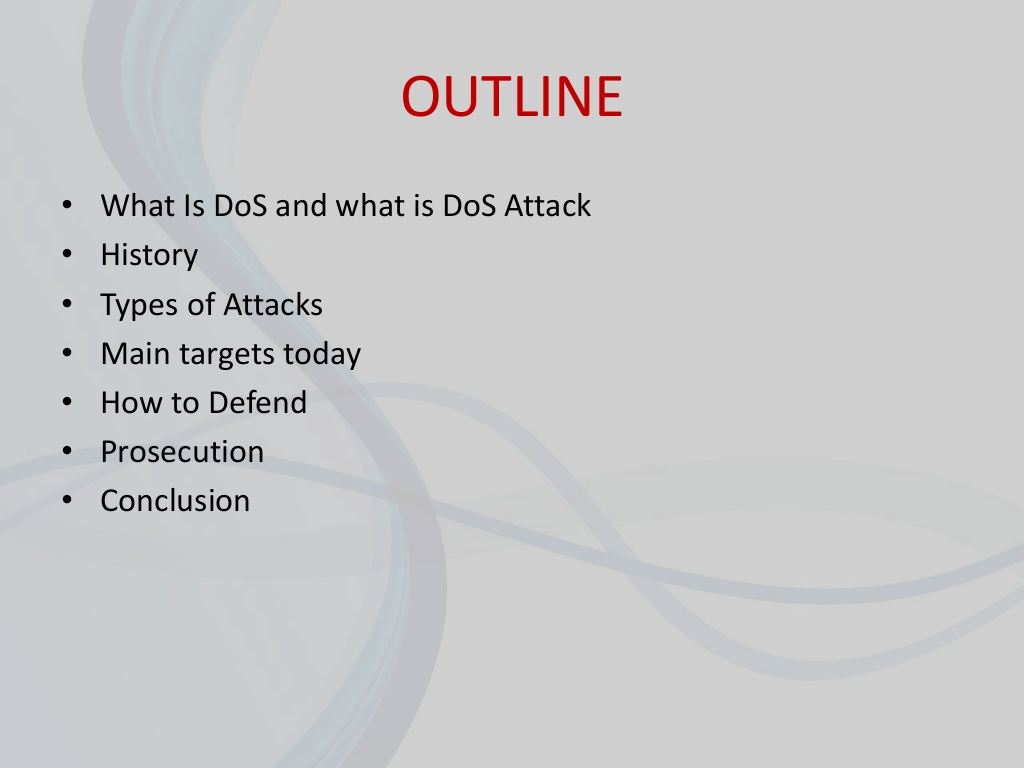 OUTLINE
• What Is DoS and what is DoS Attack
• History
• Types of Attacks
• Main targets today
• How to Defend
• Prosecution
• Conclusion